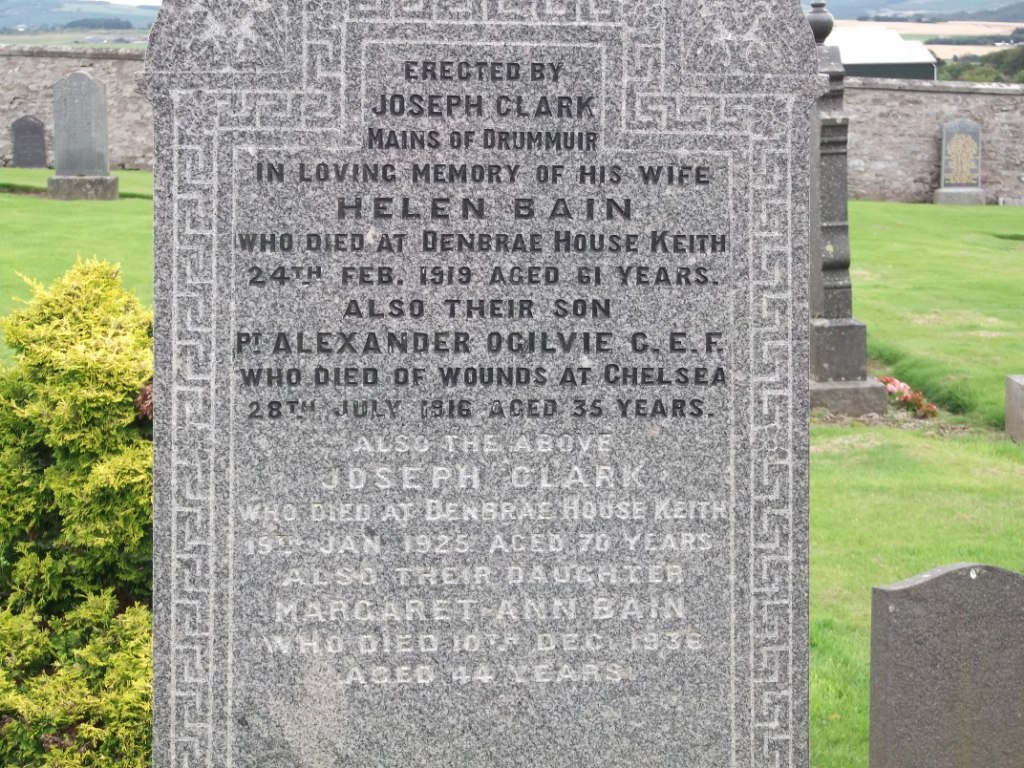 ERECTED BY
JOSEPH CLARK
MAINS OF DRUMMUIR
IN LOVING MEMORY OF HIS WIFE
HELEN BAIN
WHO DIED AT DENBRAE HOUSE KEITH
24TH FEB. 1919 AGED 61 YEARS.
ALSO THEIR SON
PT ALEXANDER OGILVIE C.E.F.
WHO DIED OF WOUNDS AT CHELSEA
28TH JULY 1916 AGED 35 YEARS.
ALSO THE ABOVE
JOSEPH CLARK
WHO DIED AT DENBRAE HOUSE KEITH
19TH JAN 1925 AGED 70 YEARS
ALSO THEIR DAUGHTER
MARGARET ANN BAIN
WHO DIED 10TH DEC. 1936
AGED 44 YEARS.